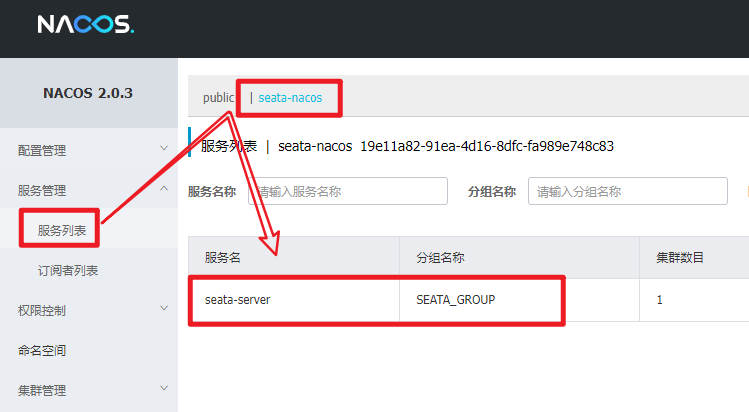 NACOS.
NACOS 2.0.3
public | seata-nacos
配置管理
服务列表 | seata-nacos 19e11a82-91ea-4d16-8dfc-fa989e748c83
服务管理
服务名称 请输入服务名称 分组名称 请输入分组名称
服务列表
服务名 分组名称 集群数目
订阅者列表
seata-server SEATA_GROUP 1
权限控制
命名空间
集群管理